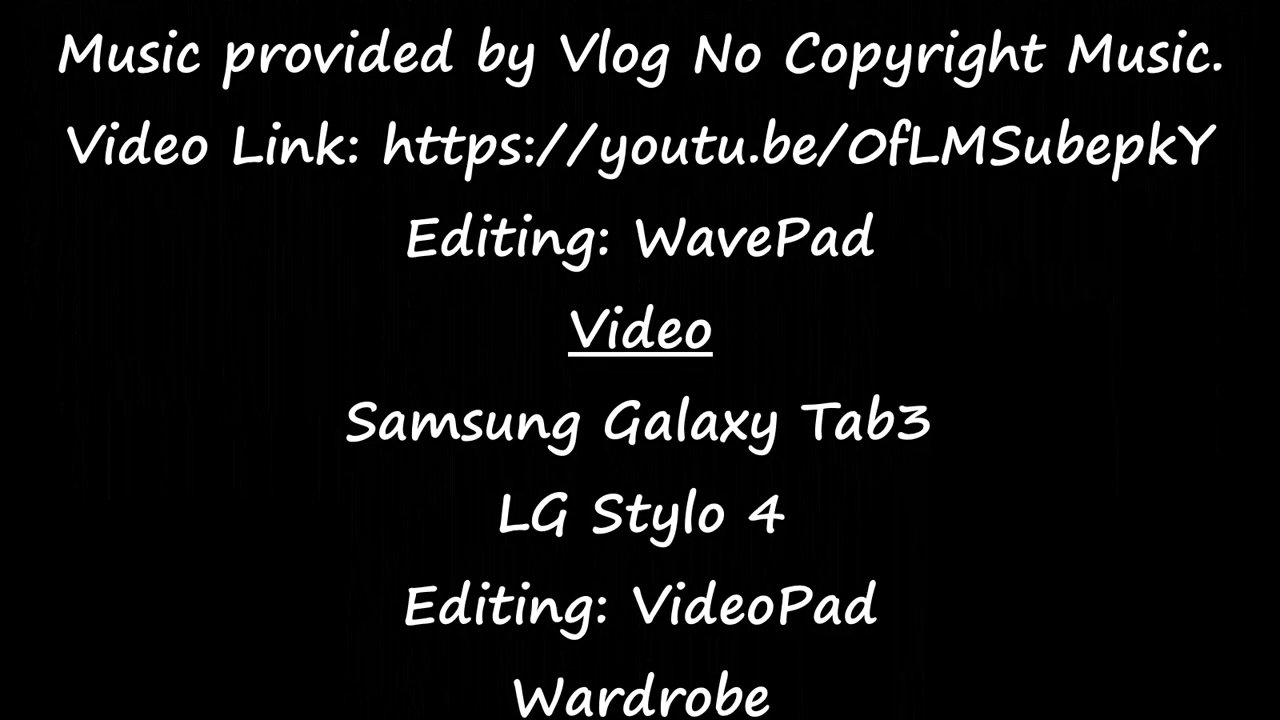 Music provided by Vlog No Copyright Music.
Video Link: https://youtu.be/0fLMSubepkY
Editing: WavePad
Video
Samsung Galaxy Tab3
LG Stylo 4
Editing: VideoPad
Wardrobe